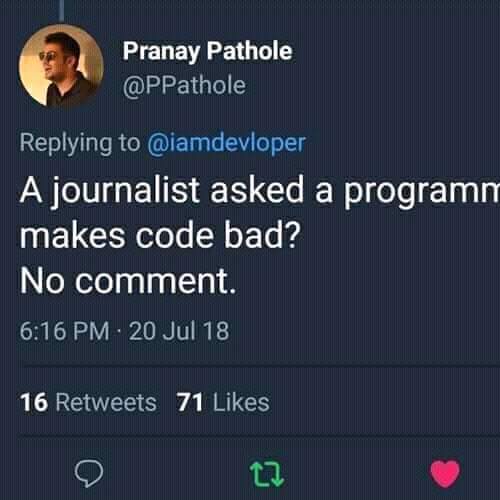 Pranay Pathole
@PPathole
Replying to @iamdevloper
A journalist asked a programm
makes code bad?
No comment.
6:16 PM · 20 Jul 18
16 Retweets 71 Likes